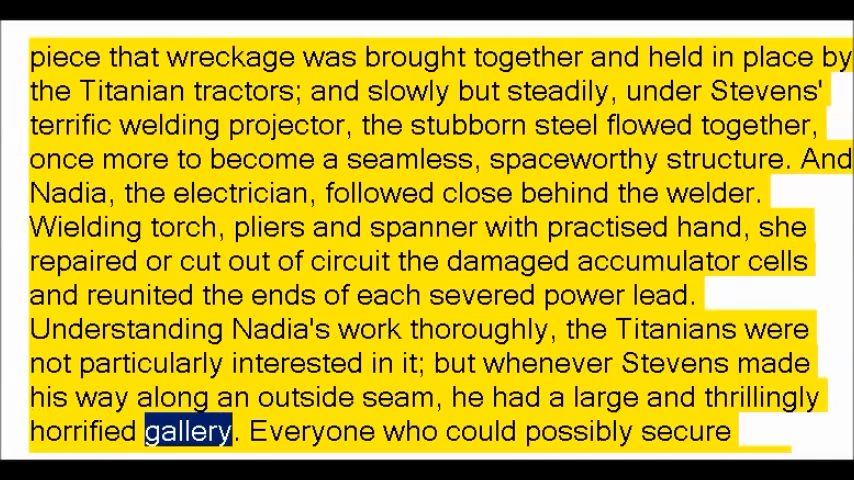 piece that wreckage was brought together and held in place by
the Titanian tractors; and slowly but steadily, under Stevens'
terrific welding projector, the stubborn steel flowed together,
once more to become a seamless, spaceworthy structure. And
Nadia, the electrician, followed close behind the welder.
Wielding torch, pliers and spanner with practised hand, she
repaired or cut out of circuit the damaged accumulator cells
and reunited the ends of each severed power lead.
Understanding Nadia's work thoroughly, the Titanians were
not particularly interested in it; but whenever Stevens made
his way along an outside seam, he had a large and thrillingly
horrified gallery. Everyone who could possibly secure